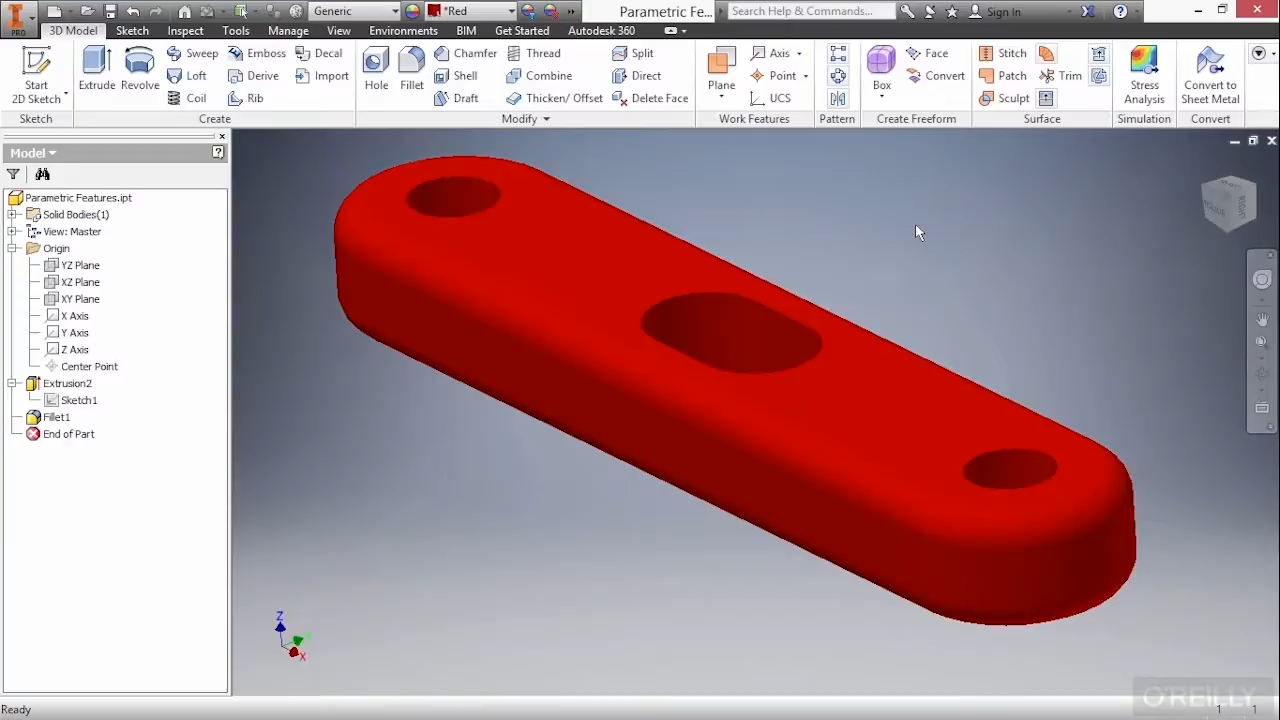 PRO
Generic
*Red
Parametric Fe...
Search Help & Commands...
Sign In
3D Model
Sketch
Inspect
Tools
Manage
View
Environments
BIM
Get Started
Autodesk 360
Start
2D Sketch
Extrude
Revolve
Sweep
Emboss
Decal
Loft
Derive
Import
Coil
Rib
Hole
Fillet
Chamfer
Thread
Split
Shell
Combine
Direct
Draft
Thicken/ Offset
Delete Face
Plane
Axis
Point
UCS
Box
Face
Convert
Stitch
Patch
Trim
Sculpt
Stress
Analysis
Convert to
Sheet Metal
Sketch
Create
Modify
Work Features
Pattern
Create Freeform
Surface
Simulation
Convert
Model
Parametric Features.ipt
Solid Bodies(1)
View: Master
Origin
YZ Plane
XZ Plane
XY Plane
X Axis
Y Axis
Z Axis
Center Point
Extrusion2
Sketch1
Fillet1
End of Part
Z
X
O'REILLY
Ready
1
1